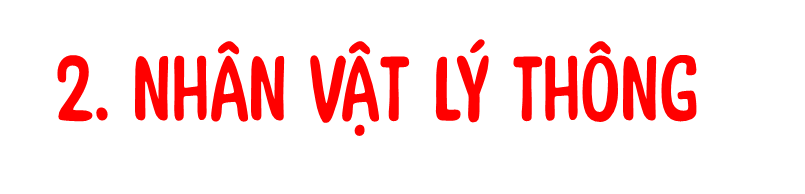 2. NHÂN VẬT LÝ THÔNG